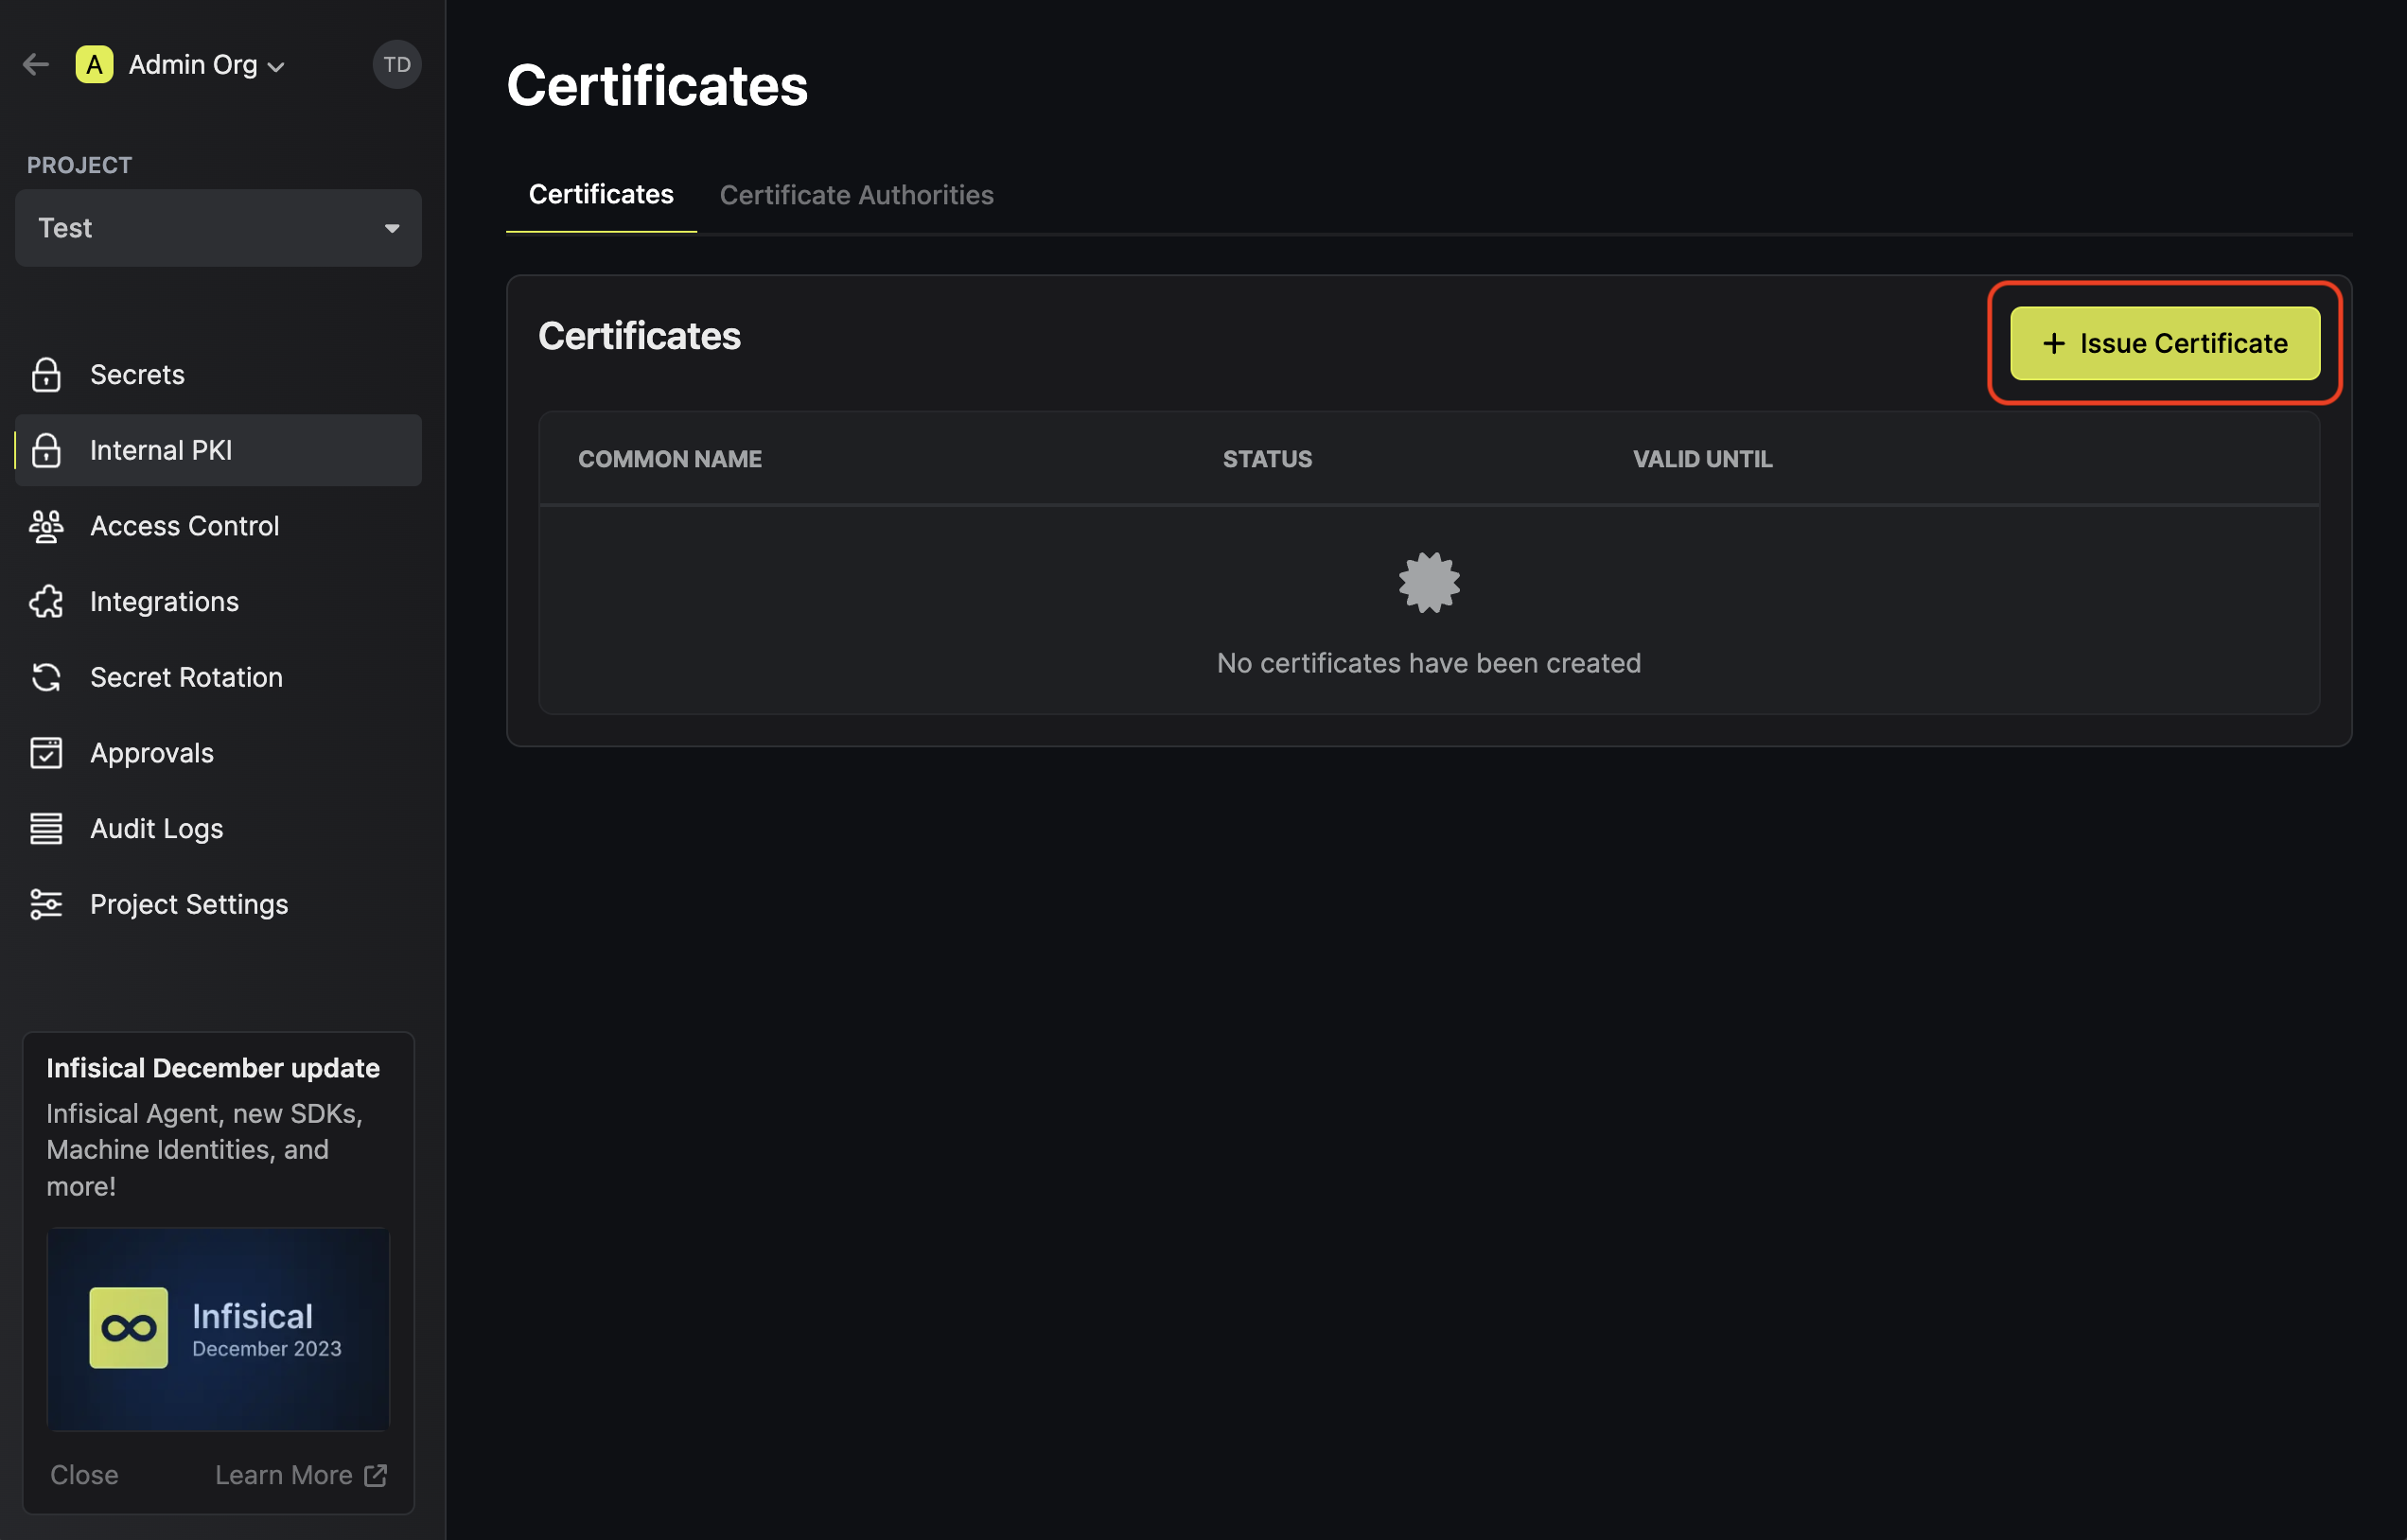 A Admin Org
TD
PROJECT
Test
Secrets
Internal PKI
Access Control
Integrations
Secret Rotation
Approvals
Audit Logs
Project Settings
Infisical December update
Infisical Agent, new SDKs,
Machine Identities, and
more!
Infisical
December 2023
Close
Learn More
Certificates
Certificates
Certificate Authorities
Certificates
+ Issue Certificate
COMMON NAME
STATUS
VALID UNTIL
No certificates have been created